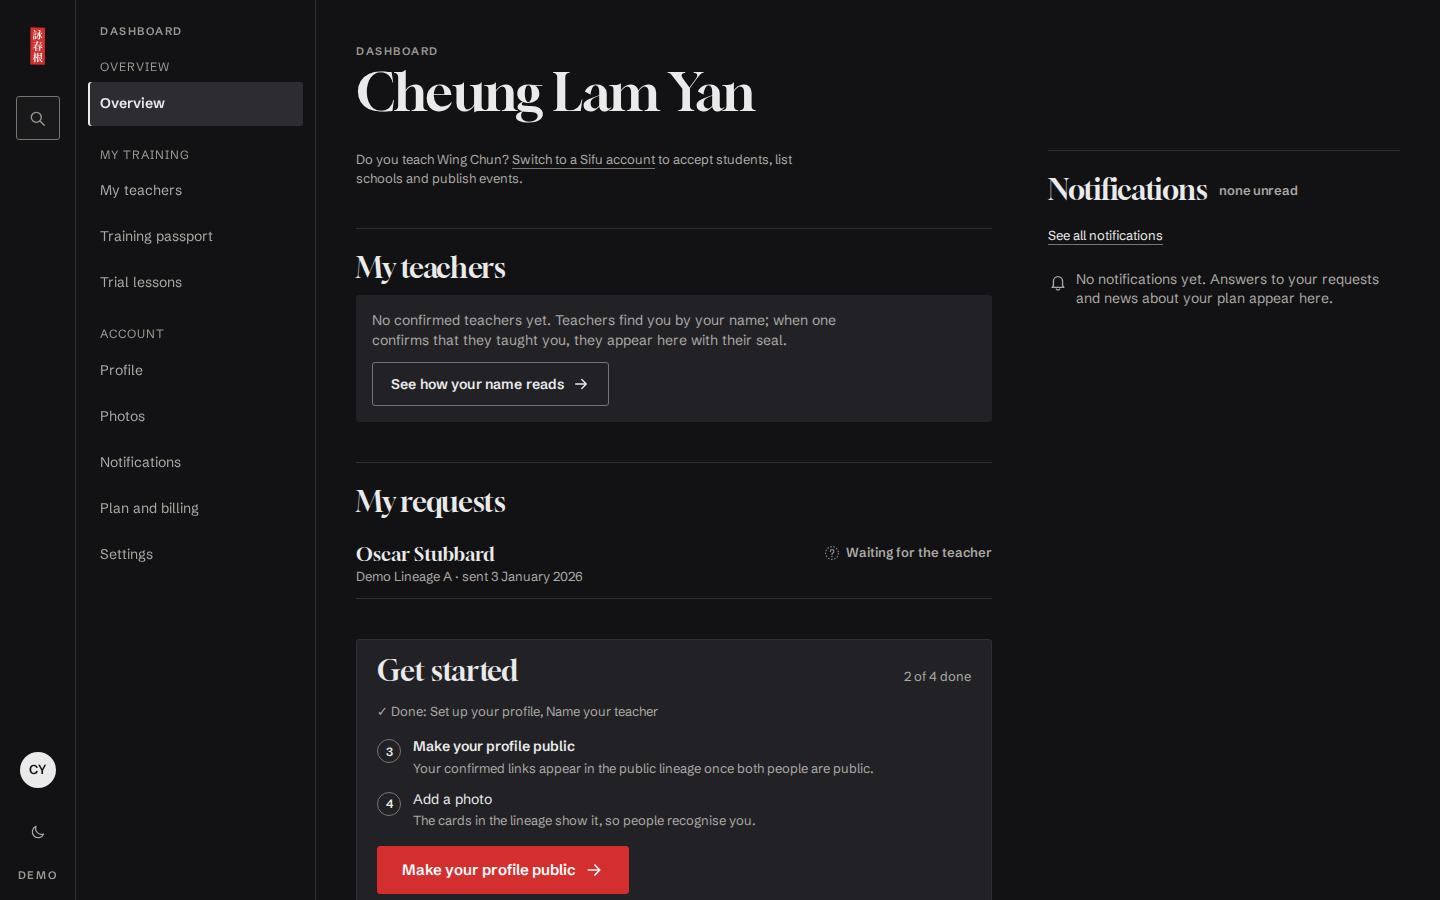 詠春根
DASHBOARD
OVERVIEW
Overview
MY TRAINING
My teachers
Training passport
Trial lessons
ACCOUNT
Profile
Photos
Notifications
Plan and billing
Settings
CY
DEMO
DASHBOARD
Cheung Lam Yan
Do you teach Wing Chun? Switch to a Sifu account to accept students, list
schools and publish events.
My teachers
No confirmed teachers yet. Teachers find you by your name; when one
confirms that they taught you, they appear here with their seal.
See how your name reads →
My requests
Oscar Stubbard
Waiting for the teacher
Demo Lineage A · sent 3 January 2026
Get started
2 of 4 done
✓ Done: Set up your profile, Name your teacher
3 Make your profile public
Your confirmed links appear in the public lineage once both people are public.
4 Add a photo
The cards in the lineage show it, so people recognise you.
Make your profile public →
Notifications none unread
See all notifications
No notifications yet. Answers to your requests
and news about your plan appear here.